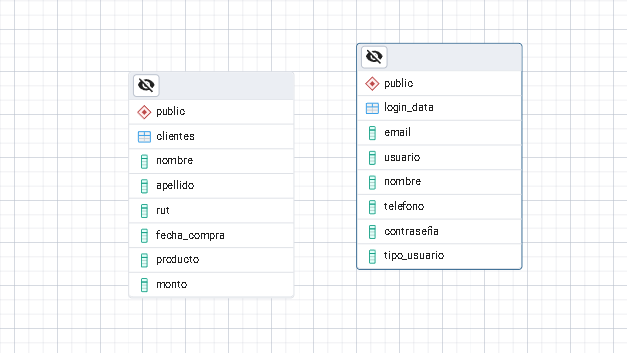 public
clientes
nombre
apellido
rut
fecha_compra
producto
monto
public
login_data
email
usuario
nombre
telefono
contraseña
tipo_usuario